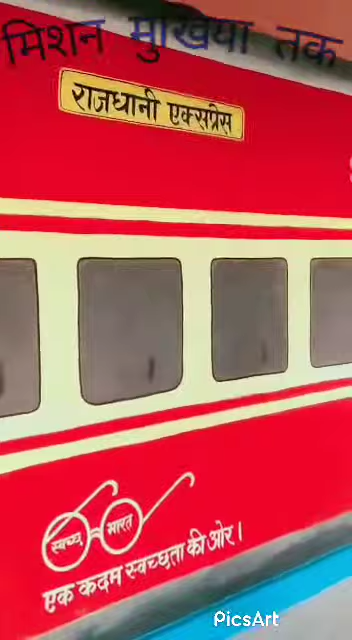 मिशन मुखिया तक
राजधानी एक्सप्रेस
स्वच्छ भारत
एक कदम स्वच्छता की ओर।
PicsArt